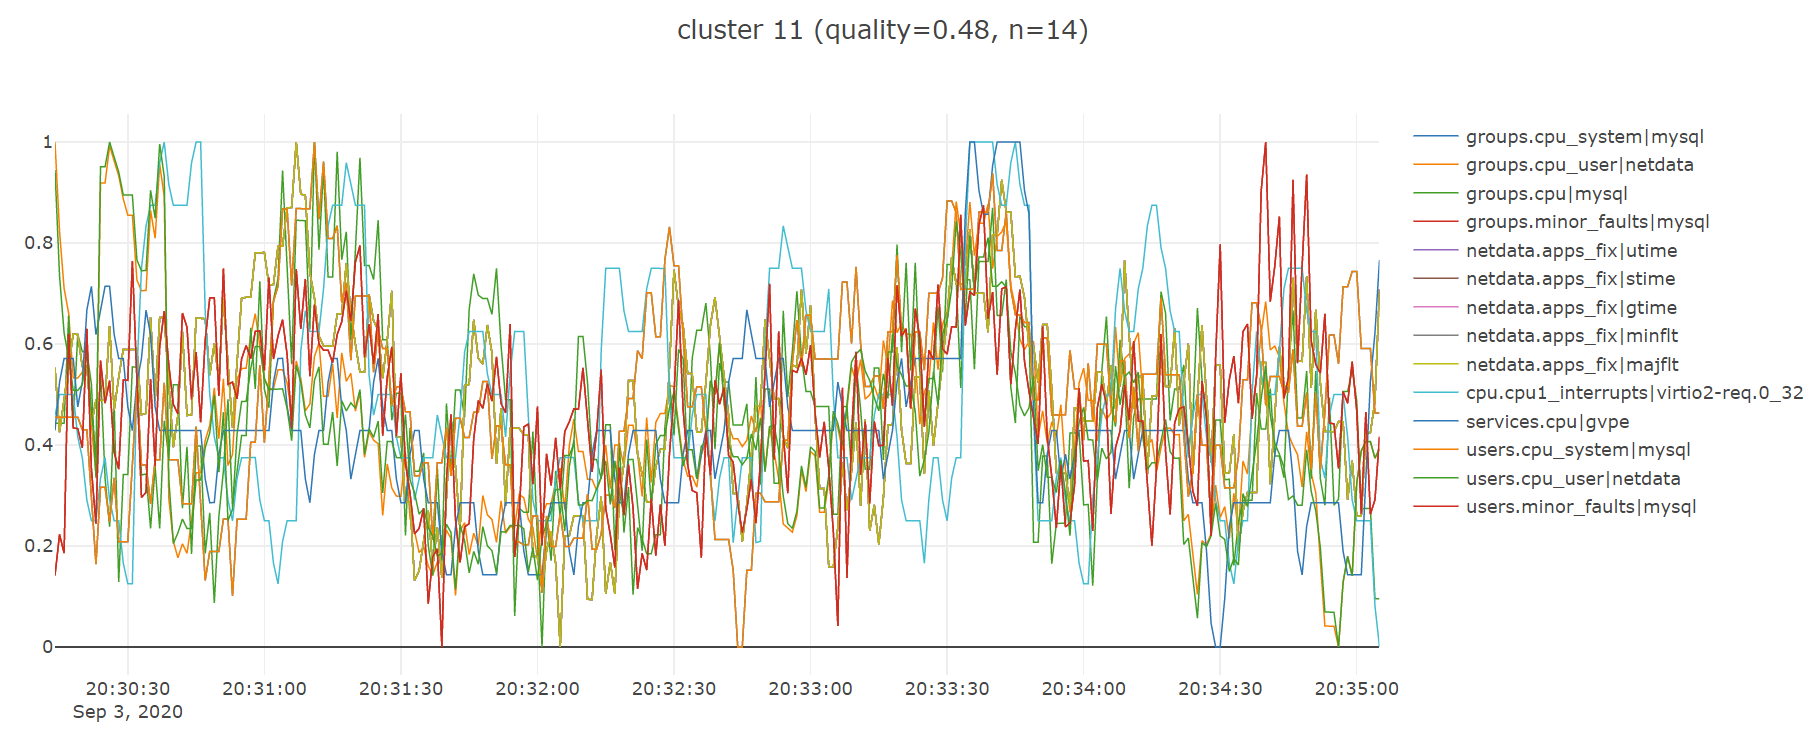 cluster 11 (quality=0.48, n=14)
1
0.8
0.6
0.4
0.2
0
20:30:30
20:31:00
20:31:30
20:32:00
20:32:30
20:33:00
20:33:30
20:34:00
20:34:30
20:35:00
Sep 3, 2020
groups.cpu_system|mysql
groups.cpu_user|netdata
groups.cpu|mysql
groups.minor_faults|mysql
netdata.apps_fix|utime
netdata.apps_fix|stime
netdata.apps_fix|gtime
netdata.apps_fix|minflt
netdata.apps_fix|majflt
cpu.cpu1_interrupts|virtio2-req.0_32
services.cpu|gvpe
users.cpu_system|mysql
users.cpu_user|netdata
users.minor_faults|mysql